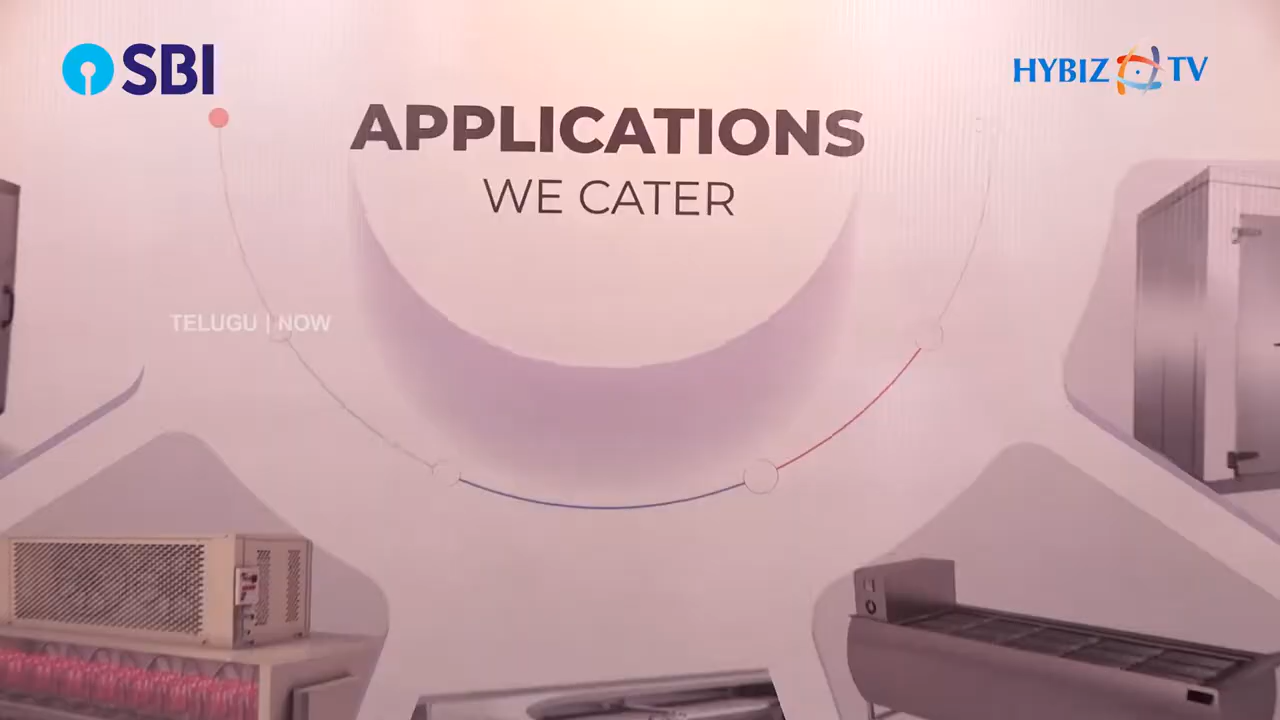 SBI
HYBIZ TV
APPLICATIONS
WE CATER
TELUGU | NOW